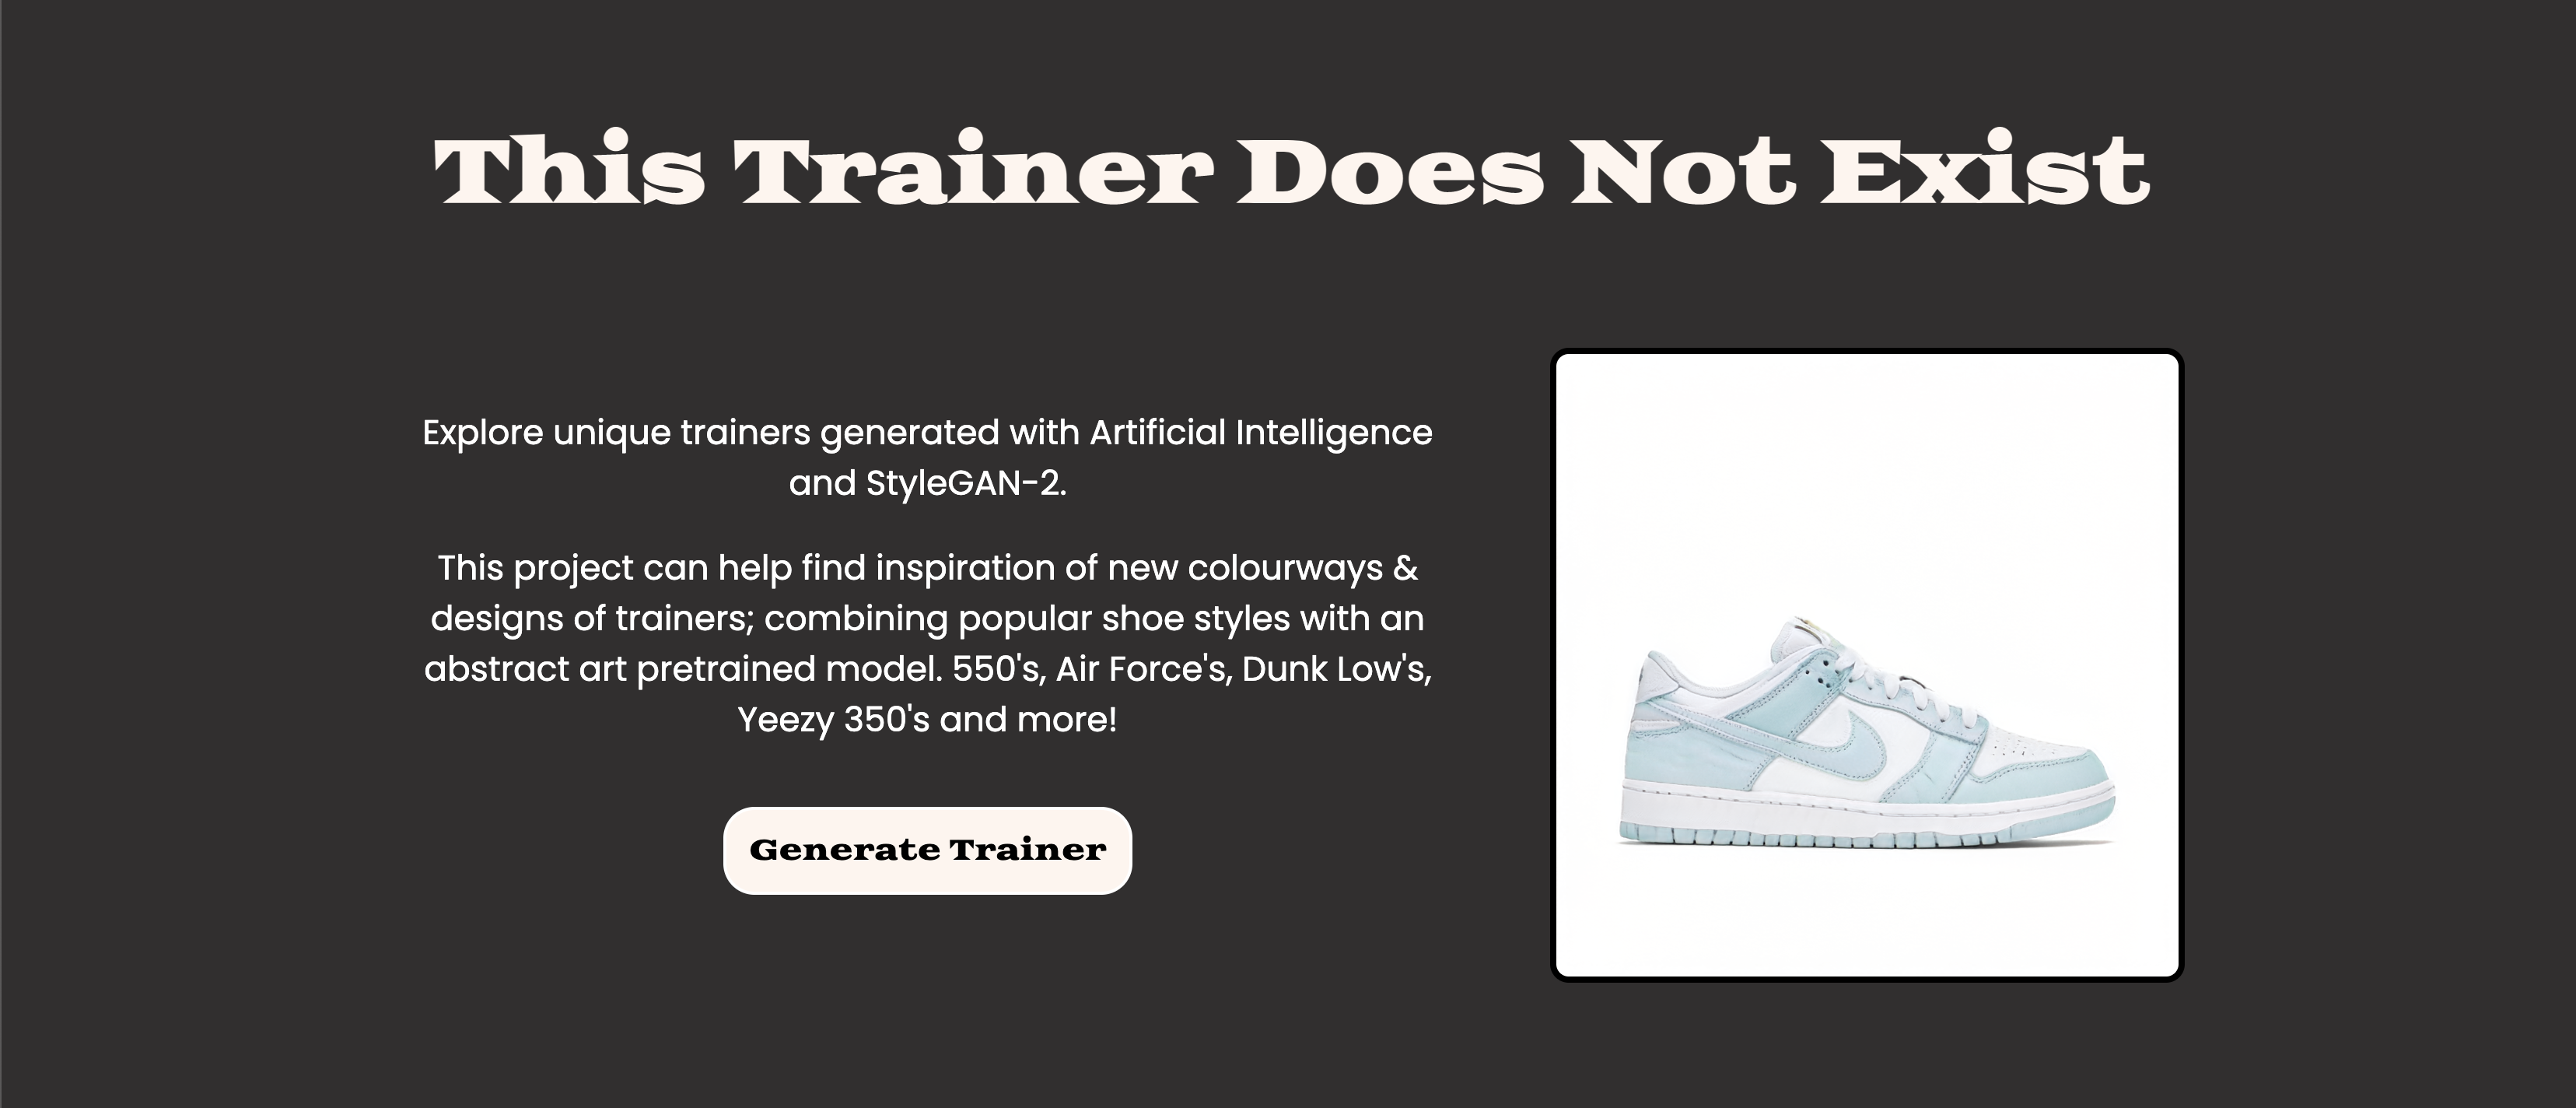 This Trainer Does Not Exist
Explore unique trainers generated with Artificial Intelligence
and StyleGAN-2.
This project can help find inspiration of new colourways &
designs of trainers; combining popular shoe styles with an
abstract art pretrained model. 550's, Air Force's, Dunk Low's,
Yeezy 350's and more!
Generate Trainer